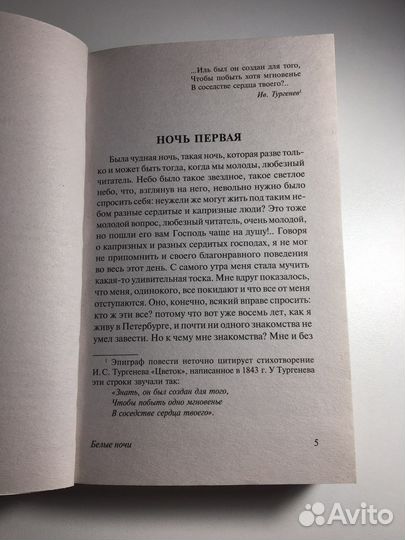 ...Иль был он создан для того,
Чтобы побыть хотя мгновенье
В соседстве сердца твоего?..
Ив. Тургенев¹
НОЧЬ ПЕРВАЯ
Была чудная ночь, такая ночь, которая разве толь-
ко и может быть тогда, когда мы молоды, любезный
читатель. Небо было такое звездное, такое светлое
небо, что, взглянув на него, невольно нужно было
спросить себя: неужели же могут жить под таким не-
бом разные сердитые и капризные люди? Это тоже
молодой вопрос, любезный читатель, очень молодой,
но пошли его вам Господь чаще на душу!.. Говоря
о капризных и разных сердитых господах, я не мог
не припомнить и своего благонравного поведения
во весь этот день. С самого утра меня стала мучить
какая-то удивительная тоска. Мне вдруг показалось,
что меня, одинокого, все покидают и что все от меня
отступаются. Оно, конечно, всякий вправе спросить:
кто ж эти все? потому что вот уже восемь лет, как я
живу в Петербурге, и почти ни одного знакомства не
умел завести. Но к чему мне знакомства? Мне и без
¹ Эпиграф повести неточно цитирует стихотворение
И. С. Тургенева «Цветок», написанное в 1843 г. У Тургенева
эти строки звучали так:
«Знать, он был создан для того,
Чтобы побыть одно мгновенье
В соседстве сердца твоего».
Белые ночи 5
Avito